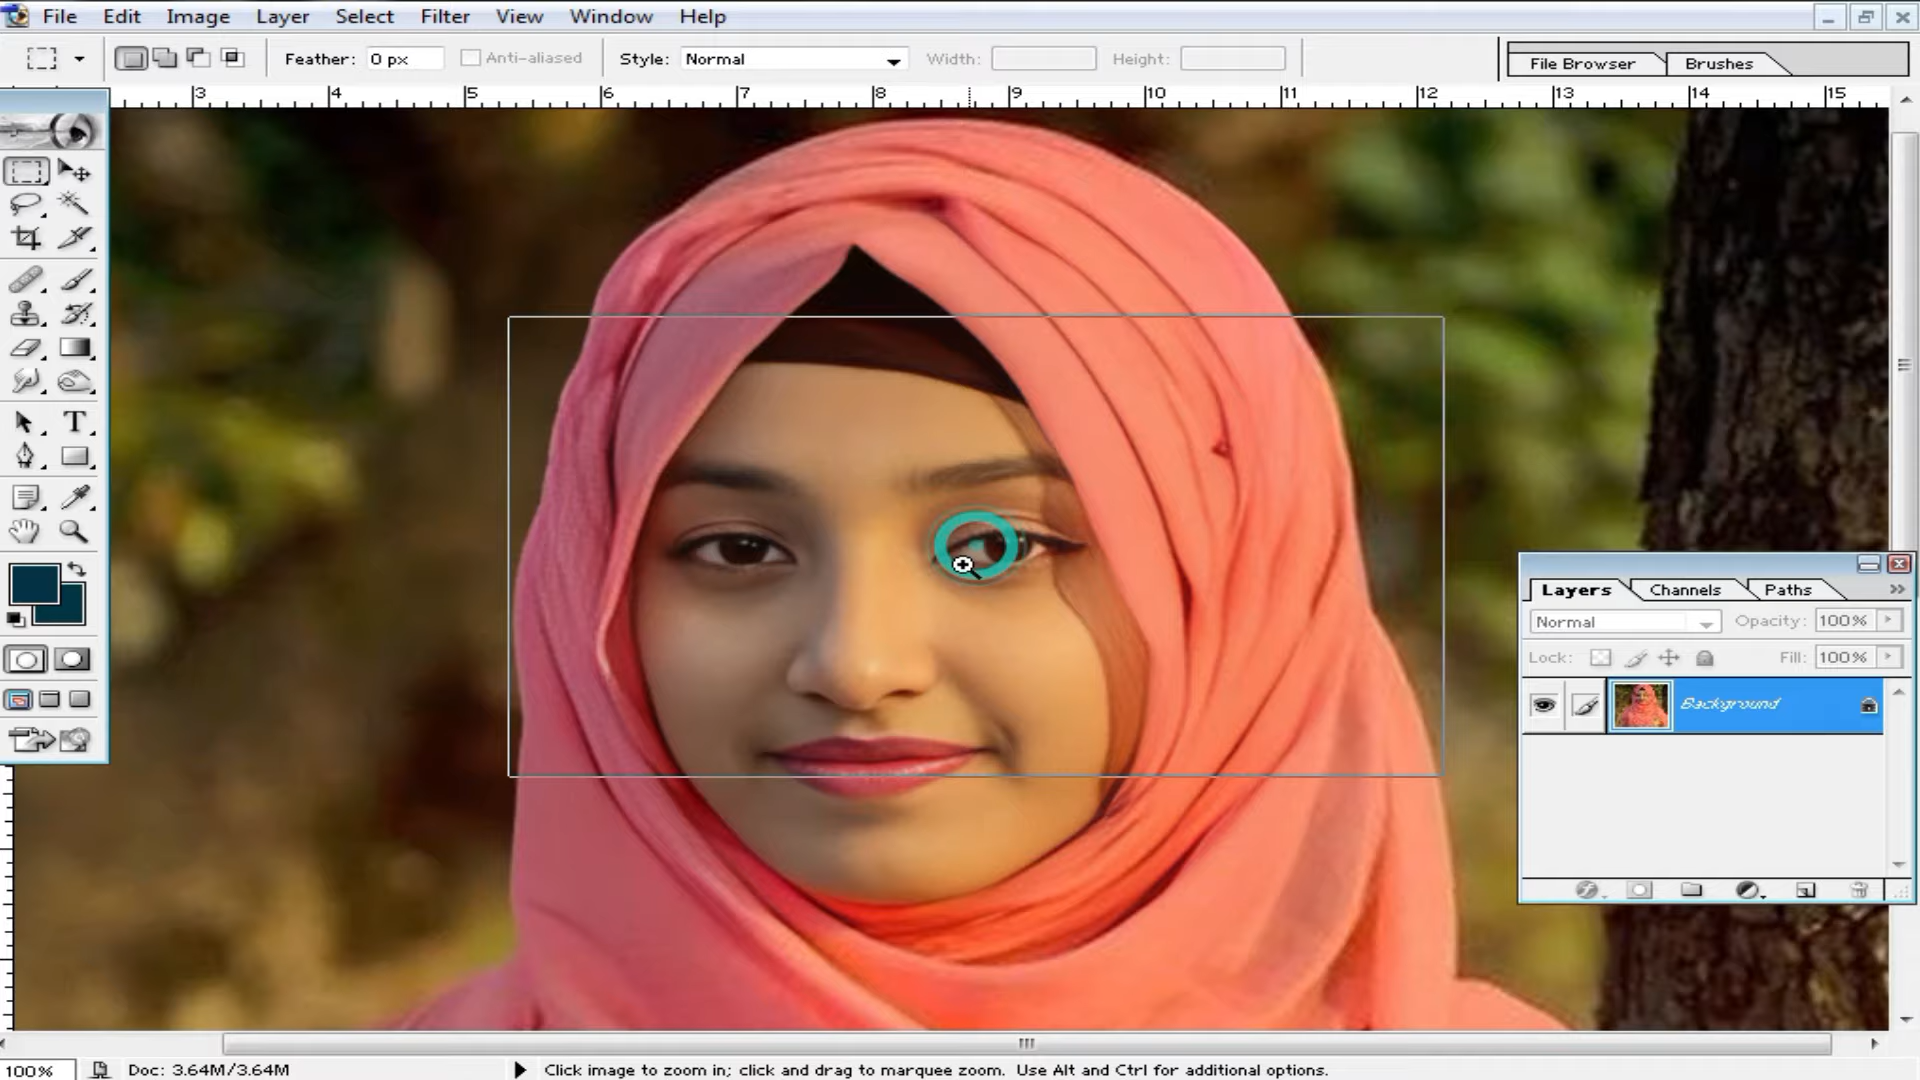 File Edit Image Layer Select Filter View Window Help
Feather: 0 px Anti-aliased Style: Normal Width: Height: File Browser Brushes
3 4 5 6 7 8 9 10 11 12 13 14 15
T
Layers Channels Paths
Normal Opacity: 100%
Lock: Fill: 100%
Background
100% Doc: 3.64M/3.64M Click image to zoom in; click and drag to marquee zoom. Use Alt and Ctrl for additional options.